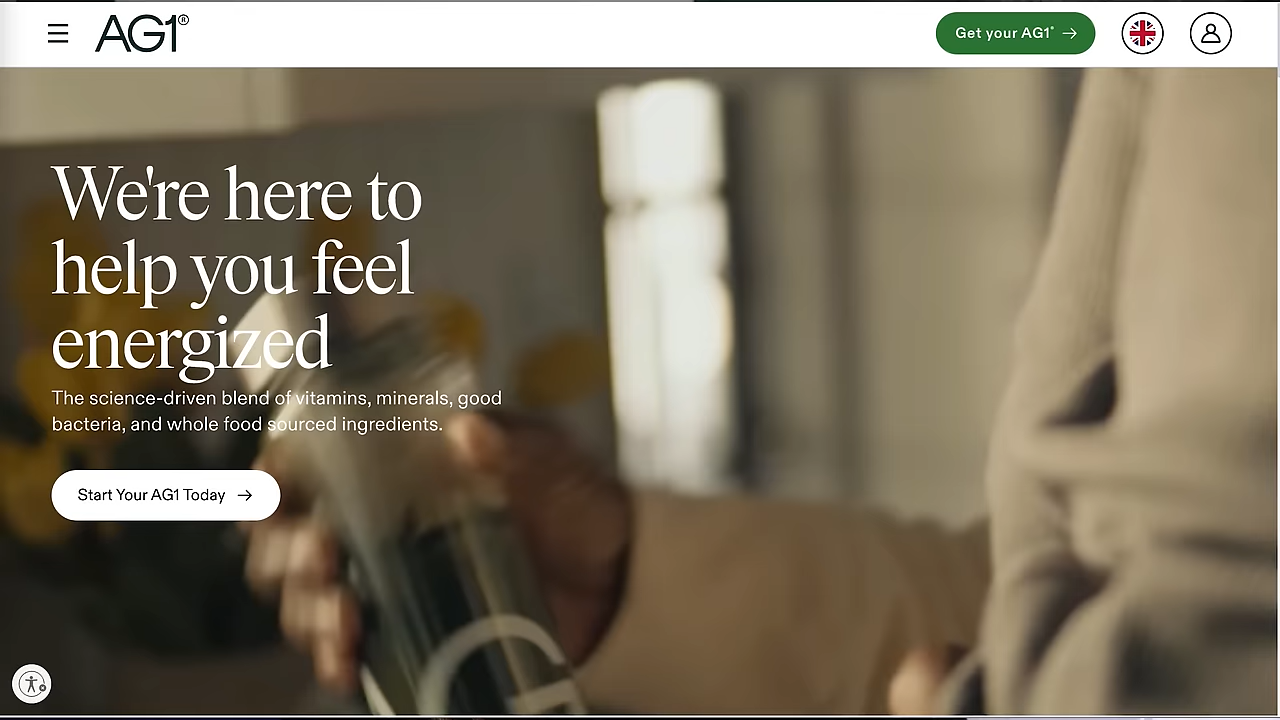 AG1®
Get your AG1® →
We're here to
help you feel
energized
The science-driven blend of vitamins, minerals, good
bacteria, and whole food sourced ingredients.
Start Your AG1 Today →